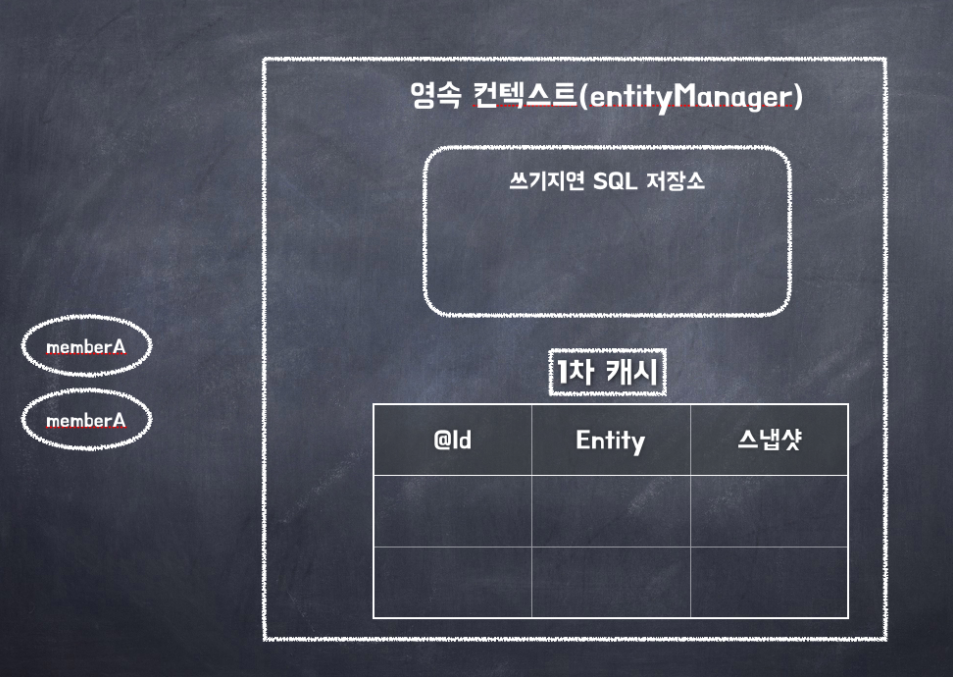 영속 컨텍스트(entityManager)
쓰기지연 SQL 저장소
memberA
memberA
1차 캐시
@Id Entity 스냅샷